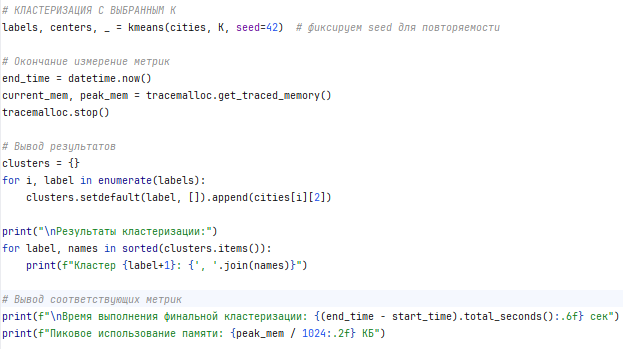 # КЛАСТЕРИЗАЦИЯ С ВЫБРАННЫМ K
labels, centers, _ = kmeans(cities, K, seed=42)  # фиксируем seed для повторяемости

# Окончание измерение метрик
end_time = datetime.now()
current_mem, peak_mem = tracemalloc.get_traced_memory()
tracemalloc.stop()

# Вывод результатов
clusters = {}
for i, label in enumerate(labels):
    clusters.setdefault(label, []).append(cities[i][2])

print("\nРезультаты кластеризации:")
for label, names in sorted(clusters.items()):
    print(f"Кластер {label+1}: {', '.join(names)}")

# Вывод соответствующих метрик
print(f"\nВремя выполнения финальной кластеризации: {(end_time - start_time).total_seconds():.6f} сек")
print(f"Пиковое использование памяти: {peak_mem / 1024:.2f} КБ")